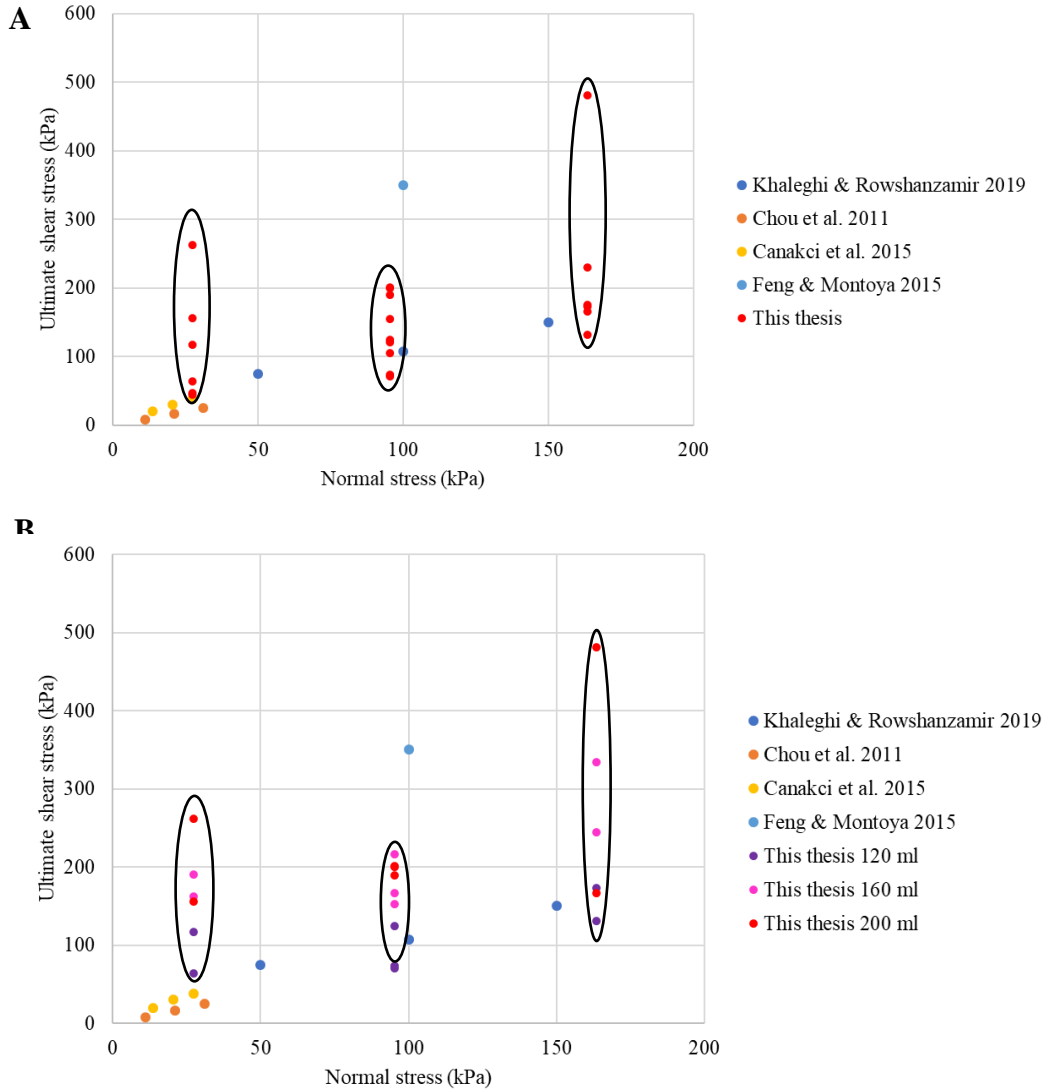 A
600
500
400
300
200
100
0
Ultimate shear stress (kPa)
0 50 100 150 200
Normal stress (kPa)
Khaleghi & Rowshanzamir 2019
Chou et al. 2011
Canakci et al. 2015
Feng & Montoya 2015
This thesis
B
600
500
400
300
200
100
0
Ultimate shear stress (kPa)
0 50 100 150 200
Normal stress (kPa)
Khaleghi & Rowshanzamir 2019
Chou et al. 2011
Canakci et al. 2015
Feng & Montoya 2015
This thesis 120 ml
This thesis 160 ml
This thesis 200 ml